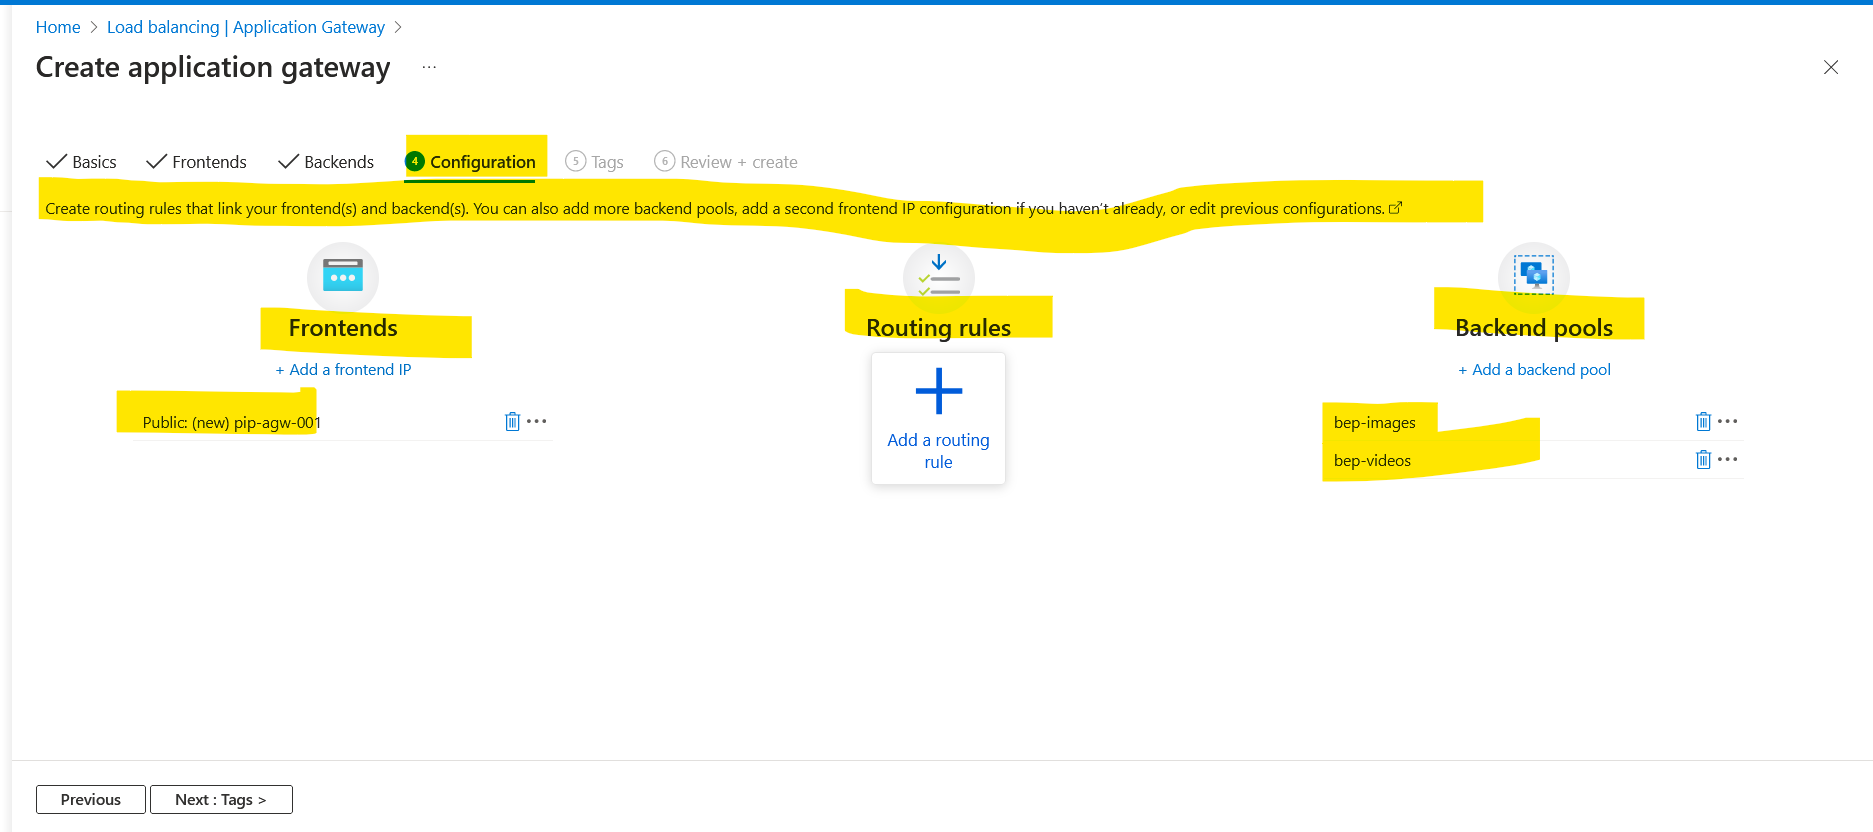 Home > Load balancing | Application Gateway >
Create application gateway ...
Basics Frontends Backends 4 Configuration 5 Tags 6 Review + create
Create routing rules that link your frontend(s) and backend(s). You can also add more backend pools, add a second frontend IP configuration if you haven't already, or edit previous configurations.
Frontends
+ Add a frontend IP
Public: (new) pip-agw-001
Routing rules
Add a routing
rule
Backend pools
+ Add a backend pool
bep-images
bep-videos
Previous
Next : Tags >